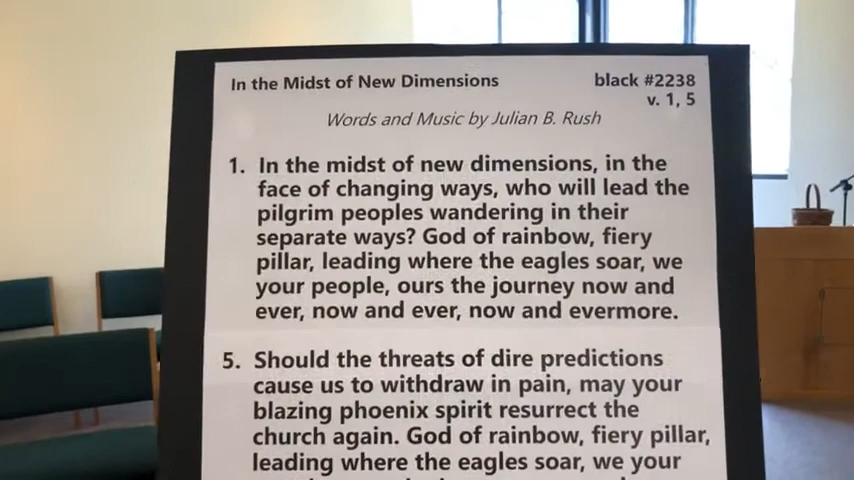 In the Midst of New Dimensions black #2238
v. 1, 5
Words and Music by Julian B. Rush
1. In the midst of new dimensions, in the
face of changing ways, who will lead the
pilgrim peoples wandering in their
separate ways? God of rainbow, fiery
pillar, leading where the eagles soar, we
your people, ours the journey now and
ever, now and ever, now and evermore.
5. Should the threats of dire predictions
cause us to withdraw in pain, may your
blazing phoenix spirit resurrect the
church again. God of rainbow, fiery pillar,
leading where the eagles soar, we your